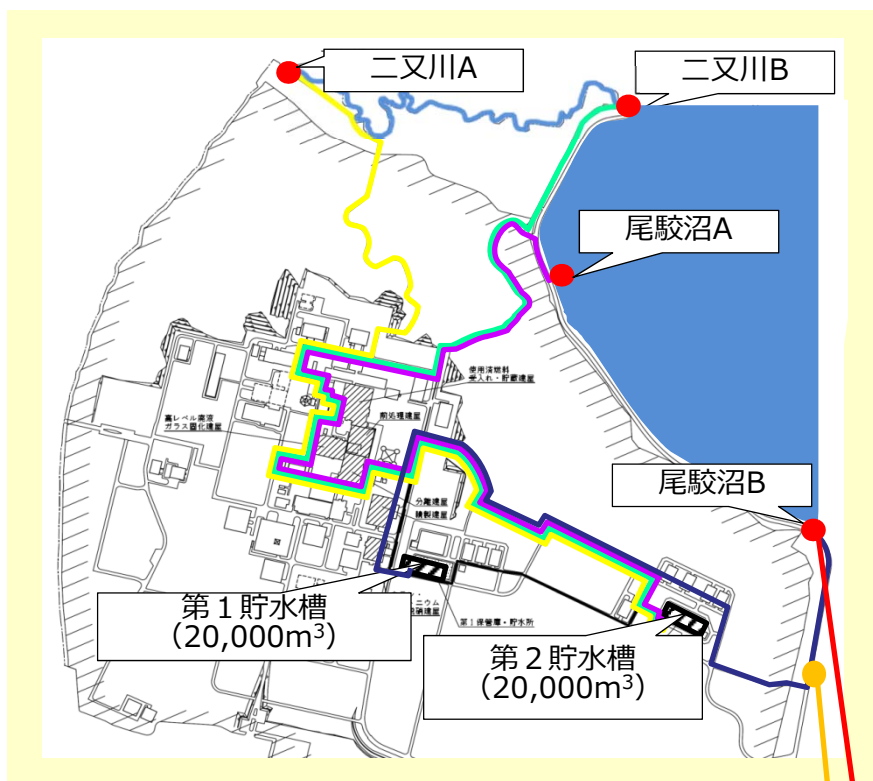 二又川A
二又川B
尾駮沼A
使用済燃料
受入れ・貯蔵建屋
前処理建屋
高レベル廃液
ガラス固化建屋
尾駮沼B
分離建屋
精製建屋
第１貯水槽
（20,000m³）
ニウム
第１保管庫・貯水所
第２貯水槽
（20,000m³）